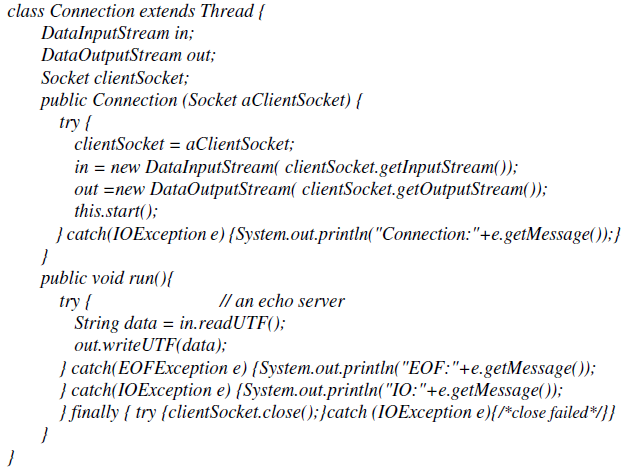 class Connection extends Thread {
DataInputStream in;
DataOutputStream out;
Socket clientSocket;
public Connection (Socket aClientSocket) {
try {
clientSocket = aClientSocket;
in = new DataInputStream( clientSocket.getInputStream());
out =new DataOutputStream( clientSocket.getOutputStream());
this.start();
} catch(IOException e) {System.out.println("Connection:"+e.getMessage());}
}
public void run(){
try { // an echo server
String data = in.readUTF();
out.writeUTF(data);
} catch(EOFException e) {System.out.println("EOF:"+e.getMessage());
} catch(IOException e) {System.out.println("IO:"+e.getMessage());
} finally { try {clientSocket.close();}catch (IOException e){/*close failed*/}}
}
}